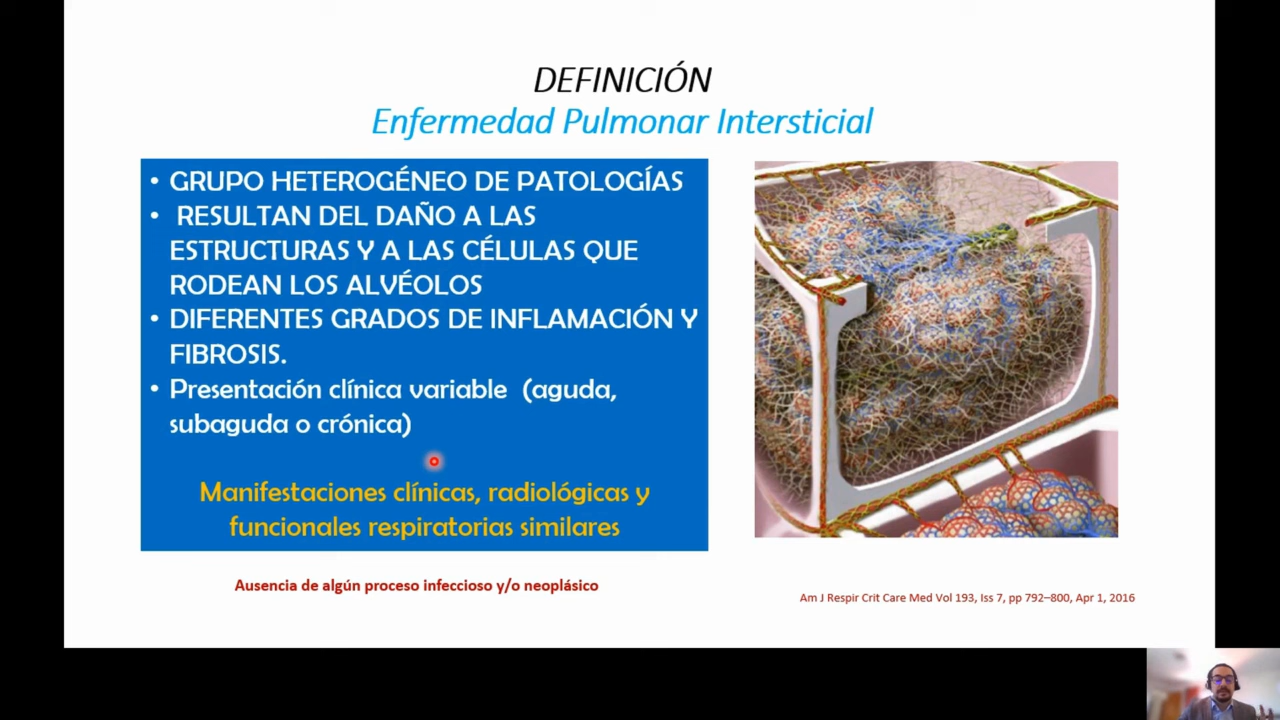 DEFINICIÓN
Enfermedad Pulmonar Intersticial
• GRUPO HETEROGÉNEO DE PATOLOGÍAS
• RESULTAN DEL DAÑO A LAS
ESTRUCTURAS Y A LAS CÉLULAS QUE
RODEAN LOS ALVÉOLOS
• DIFERENTES GRADOS DE INFLAMACIÓN Y
FIBROSIS.
• Presentación clínica variable (aguda,
subaguda o crónica)
Manifestaciones clínicas, radiológicas y
funcionales respiratorias similares
Ausencia de algún proceso infeccioso y/o neoplásico
Am J Respir Crit Care Med Vol 193, Iss 7, pp 792–800, Apr 1, 2016